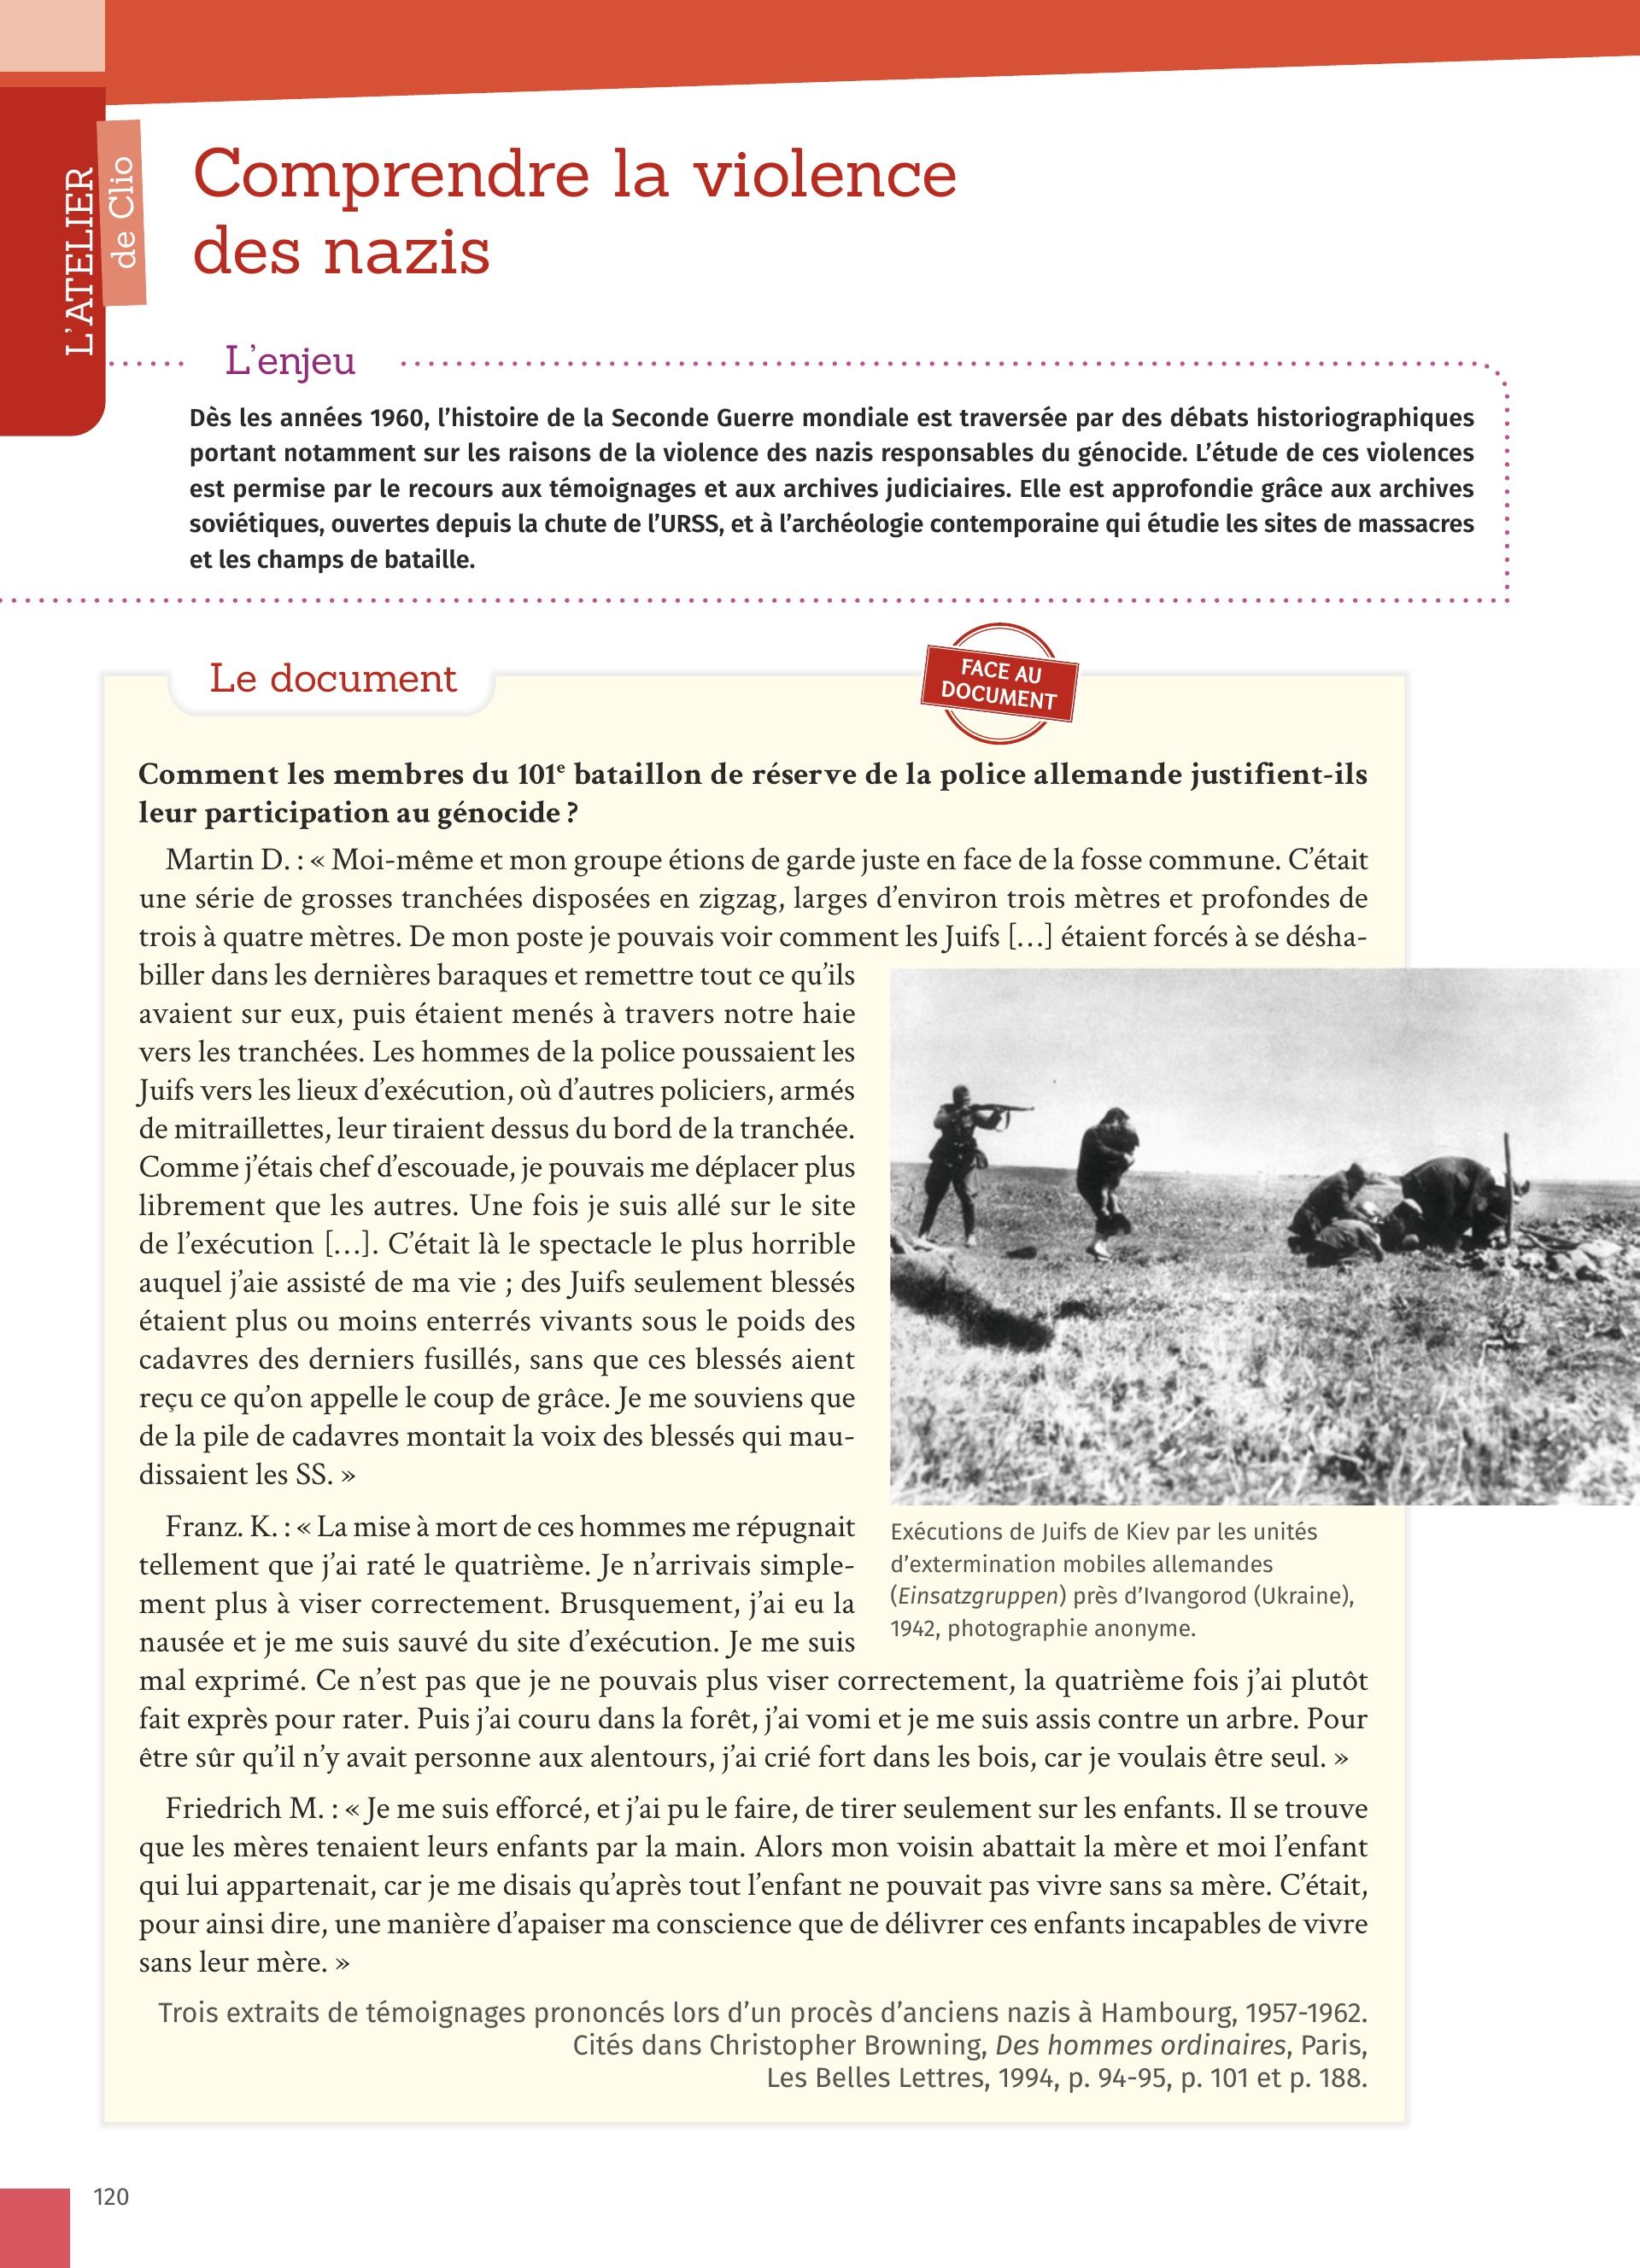 L'ATELIER
de Clio
Comprendre la violence
des nazis
L'enjeu
Dès les années 1960, l'histoire de la Seconde Guerre mondiale est traversée par des débats historiographiques
portant notamment sur les raisons de la violence des nazis responsables du génocide. L'étude de ces violences
est permise par le recours aux témoignages et aux archives judiciaires. Elle est approfondie grâce aux archives
soviétiques, ouvertes depuis la chute de l'URSS, et à l'archéologie contemporaine qui étudie les sites de massacres
et les champs de bataille.
Le document
FACE AU
DOCUMENT
Comment les membres du 101e bataillon de réserve de la police allemande justifient-ils
leur participation au génocide ?
Martin D. : « Moi-même et mon groupe étions de garde juste en face de la fosse commune. C'était
une série de grosses tranchées disposées en zigzag, larges d'environ trois mètres et profondes de
trois à quatre mètres. De mon poste je pouvais voir comment les Juifs […] étaient forcés à se désha-
biller dans les dernières baraques et remettre tout ce qu'ils
avaient sur eux, puis étaient menés à travers notre haie
vers les tranchées. Les hommes de la police poussaient les
Juifs vers les lieux d'exécution, où d'autres policiers, armés
de mitraillettes, leur tiraient dessus du bord de la tranchée.
Comme j'étais chef d'escouade, je pouvais me déplacer plus
librement que les autres. Une fois je suis allé sur le site
de l'exécution […]. C'était là le spectacle le plus horrible
auquel j'aie assisté de ma vie ; des Juifs seulement blessés
étaient plus ou moins enterrés vivants sous le poids des
cadavres des derniers fusillés, sans que ces blessés aient
reçu ce qu'on appelle le coup de grâce. Je me souviens que
de la pile de cadavres montait la voix des blessés qui mau-
dissaient les SS. »
Franz. K. : « La mise à mort de ces hommes me répugnait
tellement que j'ai raté le quatrième. Je n'arrivais simple-
ment plus à viser correctement. Brusquement, j'ai eu la
nausée et je me suis sauvé du site d'exécution. Je me suis
mal exprimé. Ce n'est pas que je ne pouvais plus viser correctement, la quatrième fois j'ai plutôt
fait exprès pour rater. Puis j'ai couru dans la forêt, j'ai vomi et je me suis assis contre un arbre. Pour
être sûr qu'il n'y avait personne aux alentours, j'ai crié fort dans les bois, car je voulais être seul. »
Exécutions de Juifs de Kiev par les unités
d'extermination mobiles allemandes
(Einsatzgruppen) près d'Ivangorod (Ukraine),
1942, photographie anonyme.
Friedrich M. : « Je me suis efforcé, et j'ai pu le faire, de tirer seulement sur les enfants. Il se trouve
que les mères tenaient leurs enfants par la main. Alors mon voisin abattait la mère et moi l'enfant
qui lui appartenait, car je me disais qu'après tout l'enfant ne pouvait pas vivre sans sa mère. C'était,
pour ainsi dire, une manière d'apaiser ma conscience que de délivrer ces enfants incapables de vivre
sans leur mère. »
Trois extraits de témoignages prononcés lors d'un procès d'anciens nazis à Hambourg, 1957-1962.
Cités dans Christopher Browning, Des hommes ordinaires, Paris,
Les Belles Lettres, 1994, p. 94-95, p. 101 et p. 188.
120